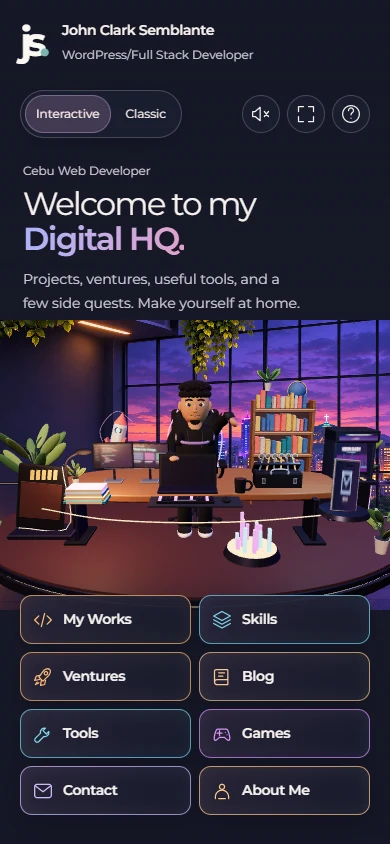 js
John Clark Semblante
WordPress/Full Stack Developer
Interactive
Classic
Cebu Web Developer
Welcome to my
Digital HQ.
Projects, ventures, useful tools, and a
few side quests. Make yourself at home.
My Works
Skills
Ventures
Blog
Tools
Games
Contact
About Me